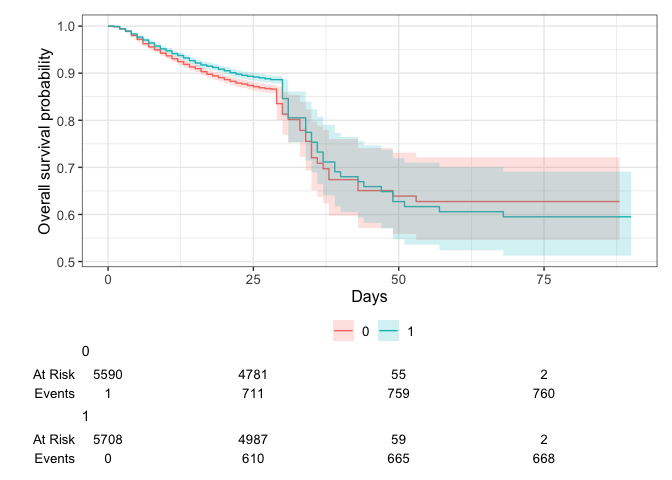 Overall survival probability
1.0
0.9
0.8
0.7
0.6
0.5
0 25 50 75
Days
0 1
0
At Risk 5590 4781 55 2
Events 1 711 759 760
1
At Risk 5708 4987 59 2
Events 0 610 665 668